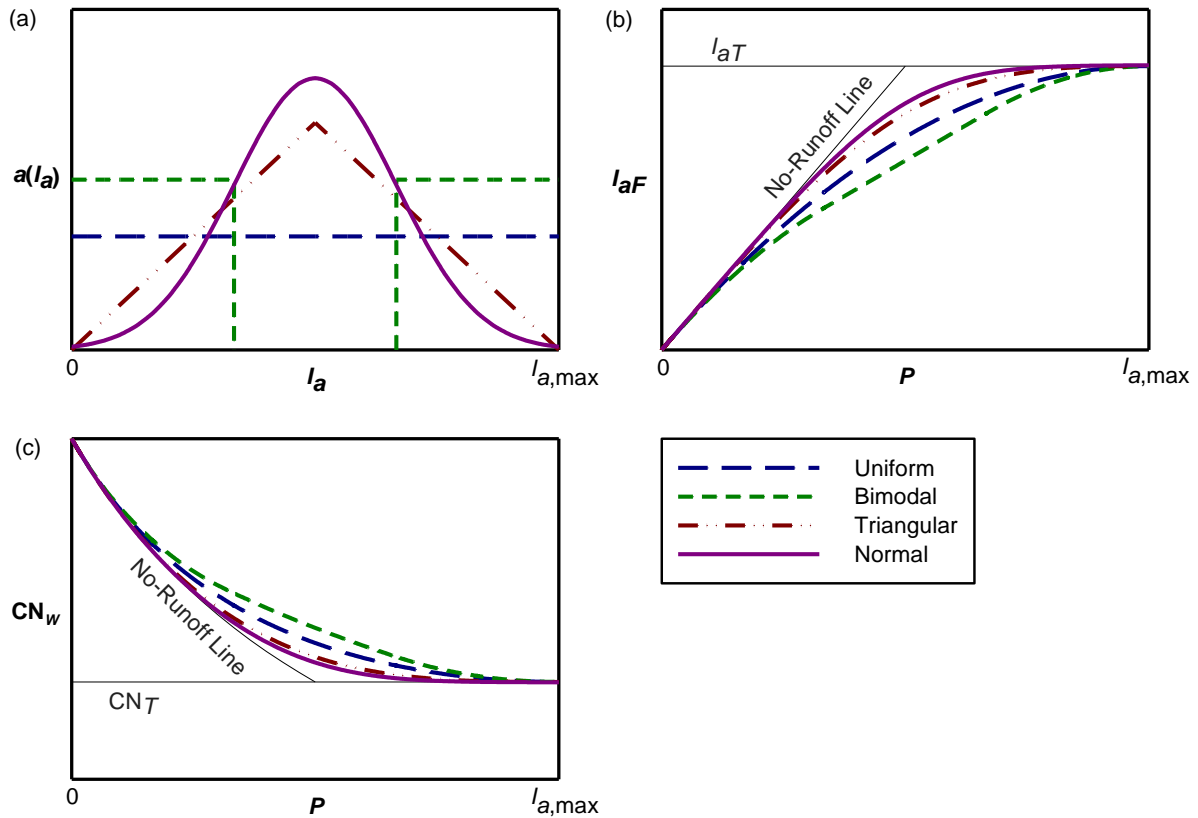 (a)
a(Ia)
0
Ia
Ia,max
(b)
IaT
No-Runoff Line
IaF
0
P
Ia,max
(c)
No-Runoff Line
CNW
CNT
0
P
Ia,max
Uniform
Bimodal
Triangular
Normal